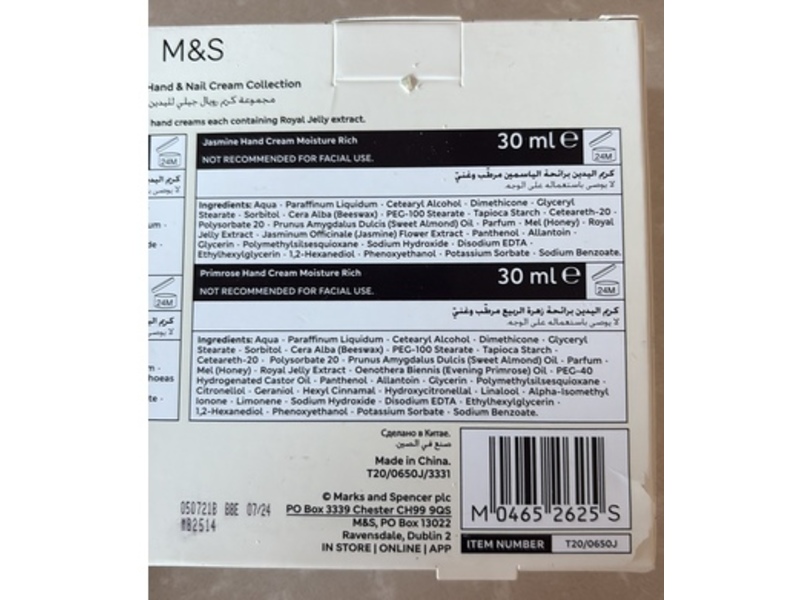 M&S
Hand & Nail Cream Collection
مجموعة كرم رويال جيلي لليدين
hand creams each containing Royal Jelly extract.
24M
Jasmine Hand Cream Moisture Rich
30 ml e
24M
NOT RECOMMENDED FOR FACIAL USE.
كرم اليدين برائحة الياسمين مرطّب وغنيّ
لا يوصى باستعماله على الوجه.
Ingredients: Aqua · Paraffinum Liquidum · Cetearyl Alcohol · Dimethicone · Glyceryl
Stearate · Sorbitol · Cera Alba (Beeswax) · PEG-100 Stearate · Tapioca Starch · Ceteareth-20 ·
Polysorbate 20 · Prunus Amygdalus Dulcis (Sweet Almond) Oil · Parfum · Mel (Honey) · Royal
Jelly Extract · Jasminum Officinale (Jasmine) Flower Extract · Panthenol · Allantoin ·
Glycerin · Polymethylsilsesquioxane · Sodium Hydroxide · Disodium EDTA ·
Ethylhexylglycerin · 1,2-Hexanediol · Phenoxyethanol · Potassium Sorbate · Sodium Benzoate.
24M
Primrose Hand Cream Moisture Rich
30 ml e
24M
NOT RECOMMENDED FOR FACIAL USE.
كرم اليدين برائحة زهرة الربيع مرطّب وغنيّ
لا يوصى باستعماله على الوجه.
Ingredients: Aqua · Paraffinum Liquidum · Cetearyl Alcohol · Dimethicone · Glyceryl
Stearate · Sorbitol · Cera Alba (Beeswax) · PEG-100 Stearate · Tapioca Starch ·
Ceteareth-20 · Polysorbate 20 · Prunus Amygdalus Dulcis (Sweet Almond) Oil · Parfum ·
Mel (Honey) · Royal Jelly Extract · Oenothera Biennis (Evening Primrose) Oil · PEG-40
Hydrogenated Castor Oil · Panthenol · Allantoin · Glycerin · Polymethylsilsesquioxane ·
Citronellol · Geraniol · Hexyl Cinnamal · Hydroxycitronellal · Linalool · Alpha-Isomethyl
Ionone · Limonene · Sodium Hydroxide · Disodium EDTA · Ethylhexylglycerin ·
1,2-Hexanediol · Phenoxyethanol · Potassium Sorbate · Sodium Benzoate.
Сделано в Китае.
صنع في الصين.
Made in China.
T20/0650J/3331
050721B BBE 07/24
MB2514
© Marks and Spencer plc
PO Box 3339 Chester CH99 9QS
M&S, PO Box 13022
Ravensdale, Dublin 2
IN STORE | ONLINE | APP
M 0465 2625 S
ITEM NUMBER T20/0650J